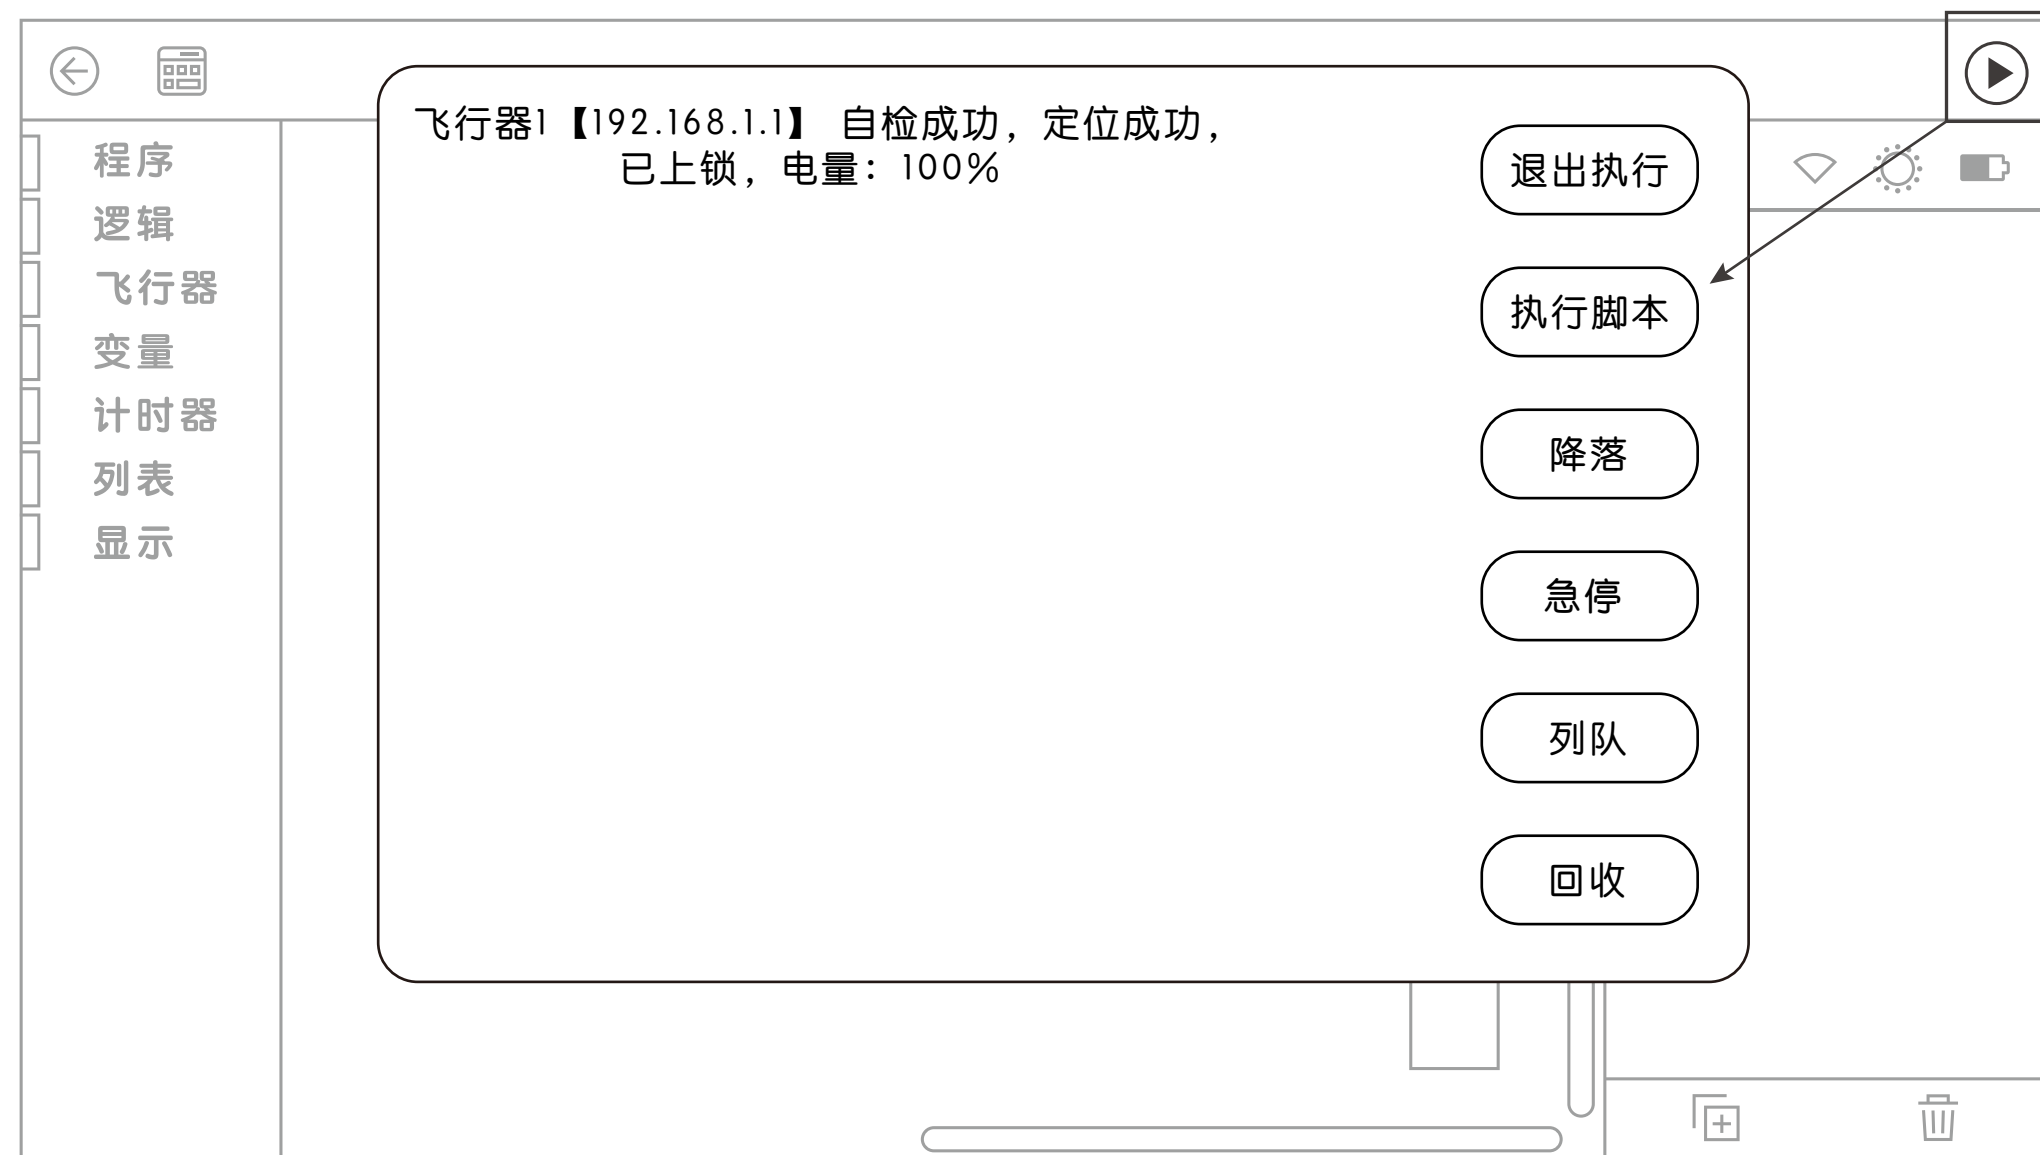 飞行器1【192.168.1.1】 自检成功，定位成功，
已上锁，电量：100%
退出执行
执行脚本
降落
急停
列队
回收
程序
逻辑
飞行器
变量
计时器
列表
显示